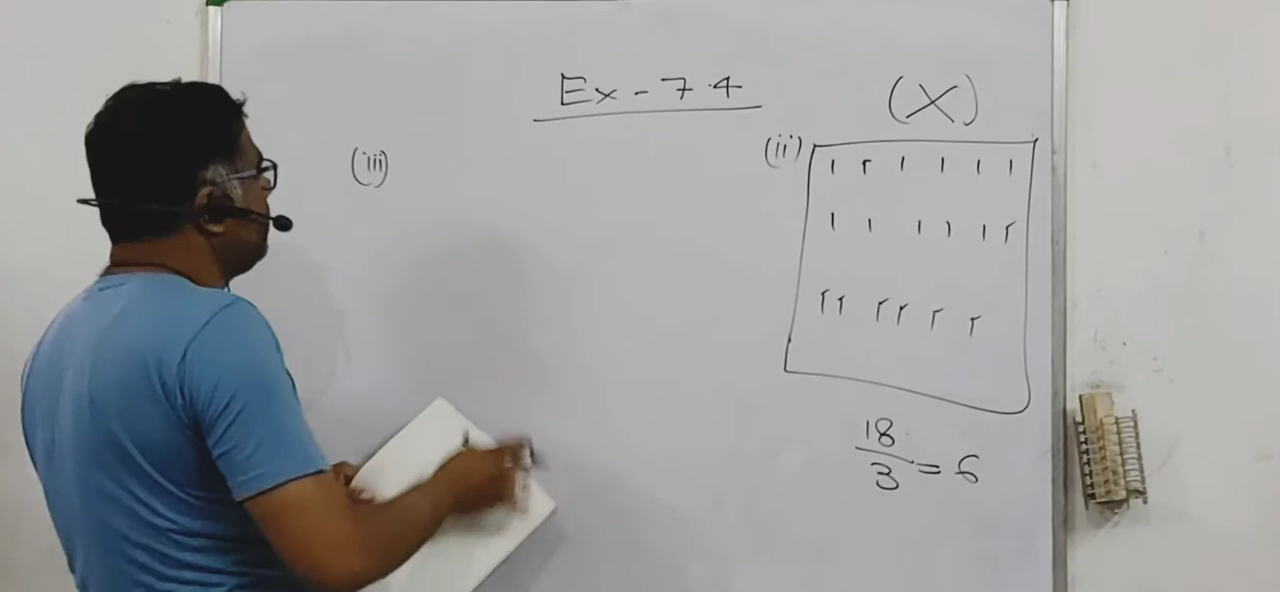 Ex - 7.4
(X)
(iii)
(ii)
18
3 = 6